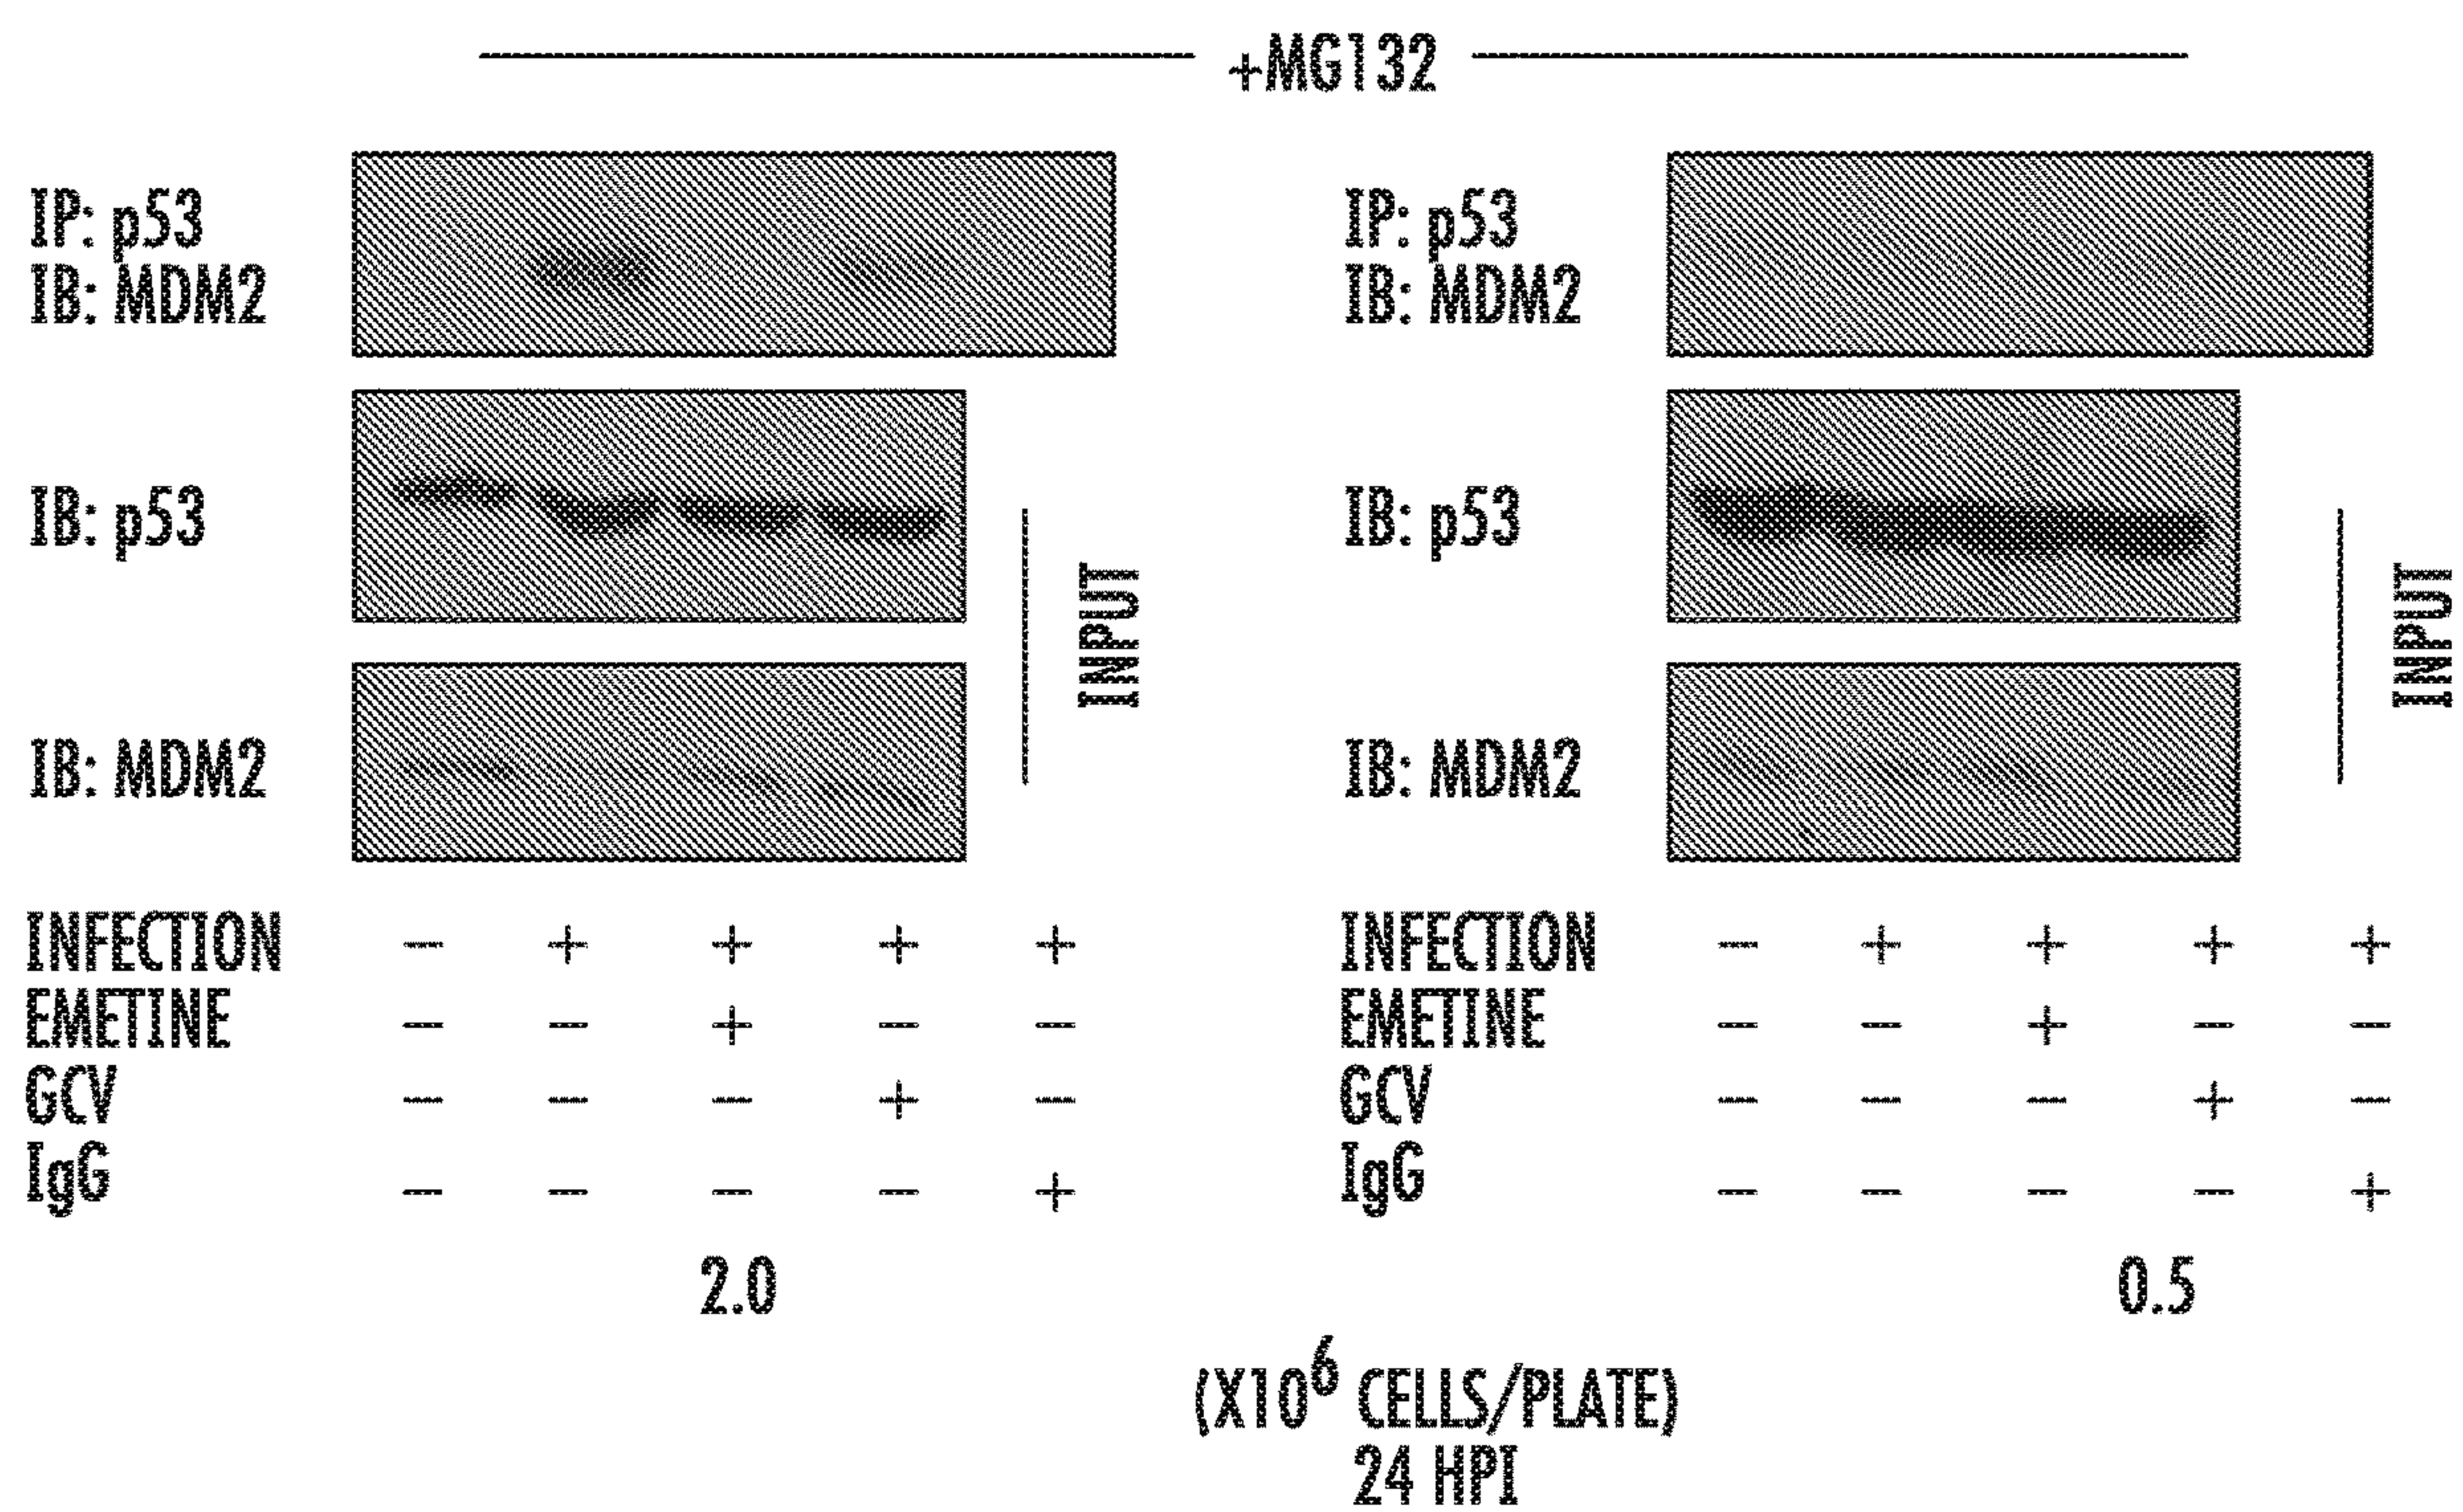 +MG132
IP: p53
IB: MDM2
IB: p53
IB: MDM2
INPUT
INFECTION - + + + +
EMETINE - - + - -
GCV - - - + -
IgG - - - - +
2.0
IP: p53
IB: MDM2
IB: p53
IB: MDM2
INPUT
INFECTION - + + + +
EMETINE - - + - -
GCV - - - + -
IgG - - - - +
0.5
(X10⁶ CELLS/PLATE)
24 HPI